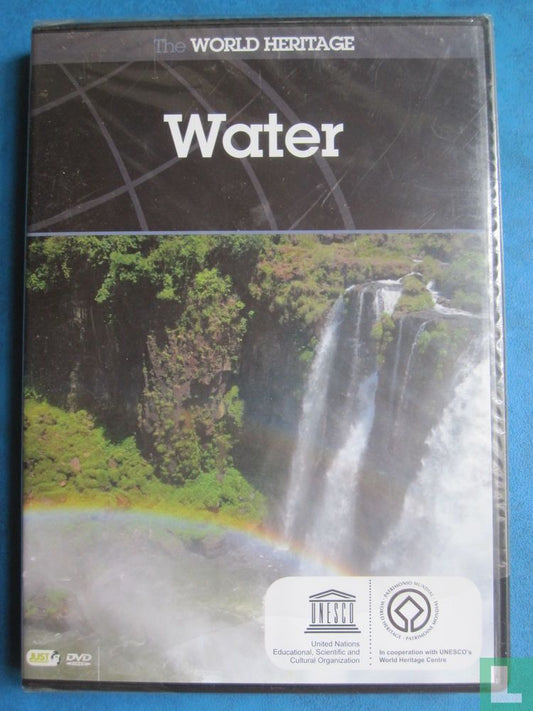 The WORLD HERITAGE
Water
UNESCO
United Nations
Educational, Scientific and
Cultural Organization
WORLD HERITAGE · PATRIMOINE MONDIAL · PATRIMONIO MUNDIAL
In cooperation with UNESCO's
World Heritage Centre
JUST
DVD
L